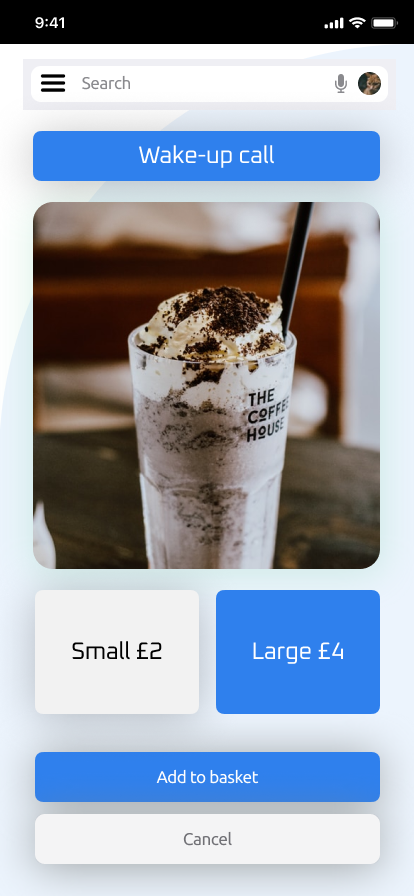 9:41
Search
Wake-up call
THE
COFFEE
HOUSE
Small £2
Large £4
Add to basket
Cancel